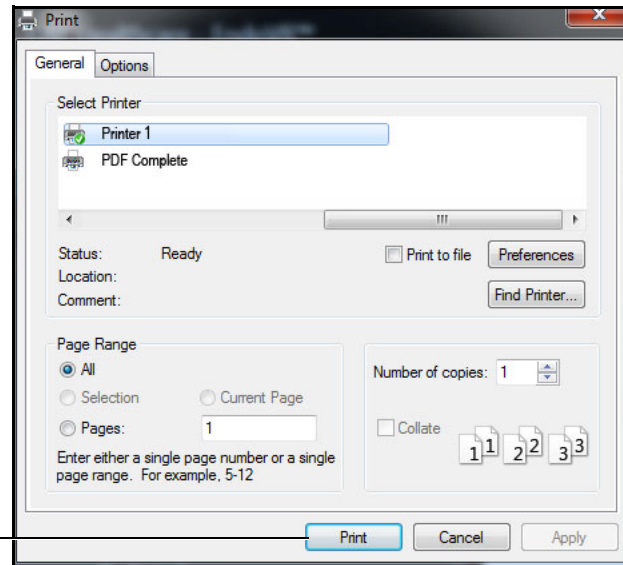 Print
General Options
Select Printer
Printer 1
PDF Complete
Status: Ready
Print to file Preferences
Location:
Comment:
Find Printer...
Page Range
All
Selection Current Page
Pages: 1
Enter either a single page number or a single
page range. For example, 5-12
Number of copies: 1
Collate
1 1 2 2 3 3
Print Cancel Apply